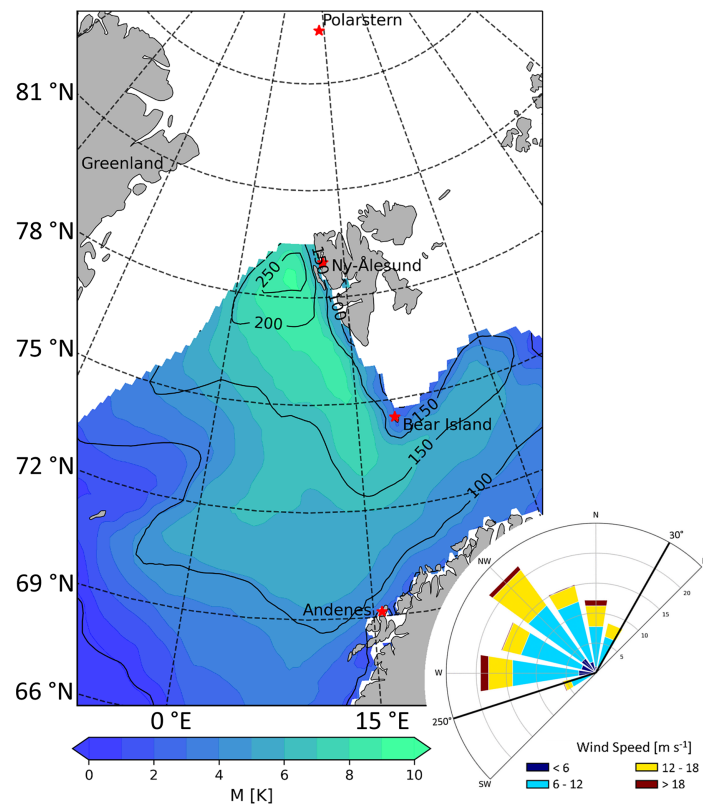 Polarstern
81 °N
Greenland
78 °N
250
150
Ny-Ålesund
100
200
75 °N
150
Bear Island
150
72 °N
100
N
30°
NW
20
69 °N
15
Andenes
10
5
W
66 °N
250°
0 °E
15 °E
SW
0
2
4
6
8
10
M [K]
Wind Speed [m s-1]
< 6
12 - 18
6 - 12
> 18